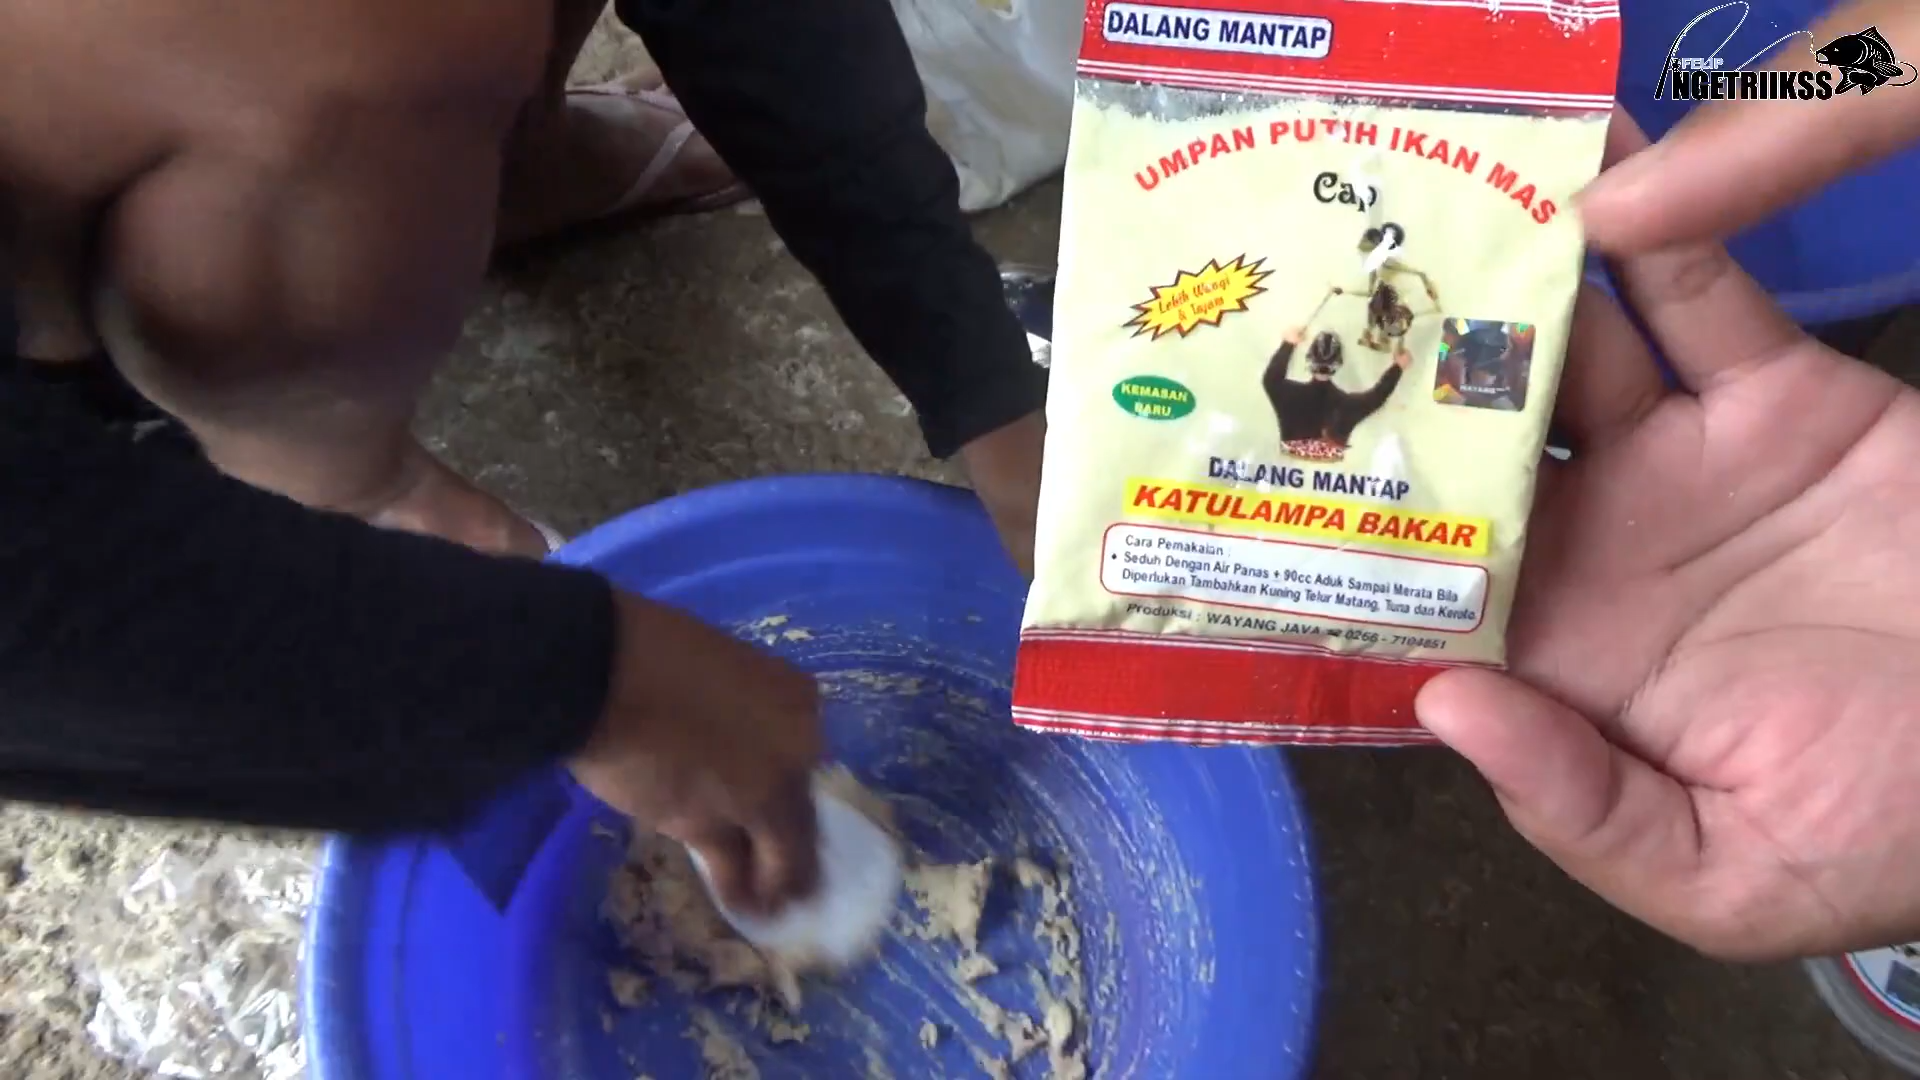 DALANG MANTAP
FELIP
NGETRIIKSS
UMPAN PUTIH IKAN MAS
Cap
Lebih Wangi
& Tajam
KEMASAN
BARU
DALANG MANTAP
KATULAMPA BAKAR
Cara Pemakaian :
• Seduh Dengan Air Panas + 90cc Aduk Sampai Merata Bila
Diperlukan Tambahkan Kuning Telur Matang, Tuna dan Keroto
Produksi : WAYANG JAVA ☎ 0266 - 7104851